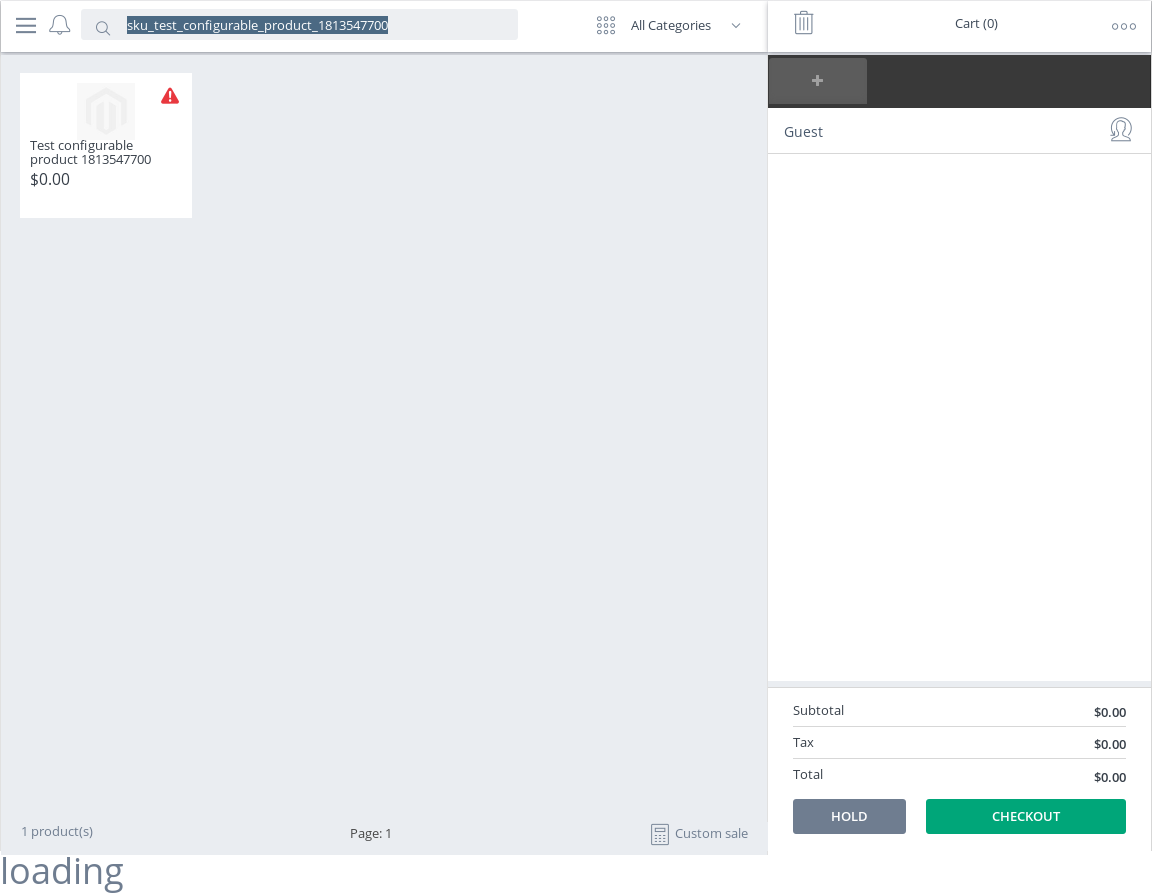 sku_test_configurable_product_1813547700
All Categories
Cart (0)
Test configurable
product 1813547700
$0.00
Guest
Subtotal $0.00
Tax $0.00
Total $0.00
HOLD CHECKOUT
1 product(s) Page: 1 Custom sale
loading